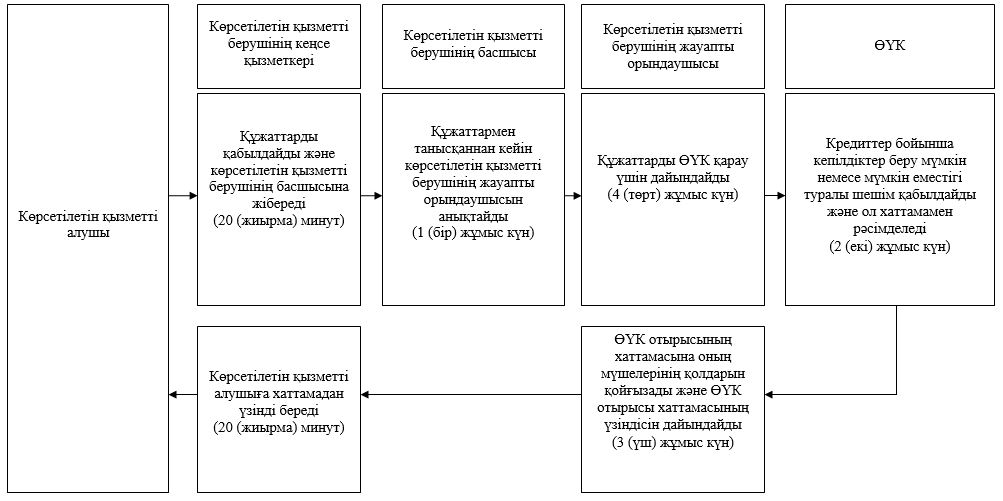 Көрсетілетін қызметті
берушінің кеңсе
қызметкері
Көрсетілетін қызметті
берушінің басшысы
Көрсетілетін қызметті
берушінің жауапты
орындаушысы
ӨҮК
Көрсетілетін қызметті
алушы
Құжаттарды
қабылдайды және
көрсетілетін қызметті
берушінің басшысына
жібереді
(20 (жиырма) минут)
Құжаттармен
танысқаннан кейін
көрсетілетін қызметті
берушінің жауапты
орындаушысын
анықтайды
(1 (бір) жұмыс күн)
Құжаттарды ӨҮК қарау
үшін дайындайды
(4 (төрт) жұмыс күн)
Кредиттер бойынша
кепілдіктер беру мүмкін
немесе мүмкін еместігі
туралы шешім қабылдайды
және ол хаттамамен
рәсімделеді
(2 (екі) жұмыс күн)
Көрсетілетін қызметті
алушыға хаттамадан
үзінді береді
(20 (жиырма) минут)
ӨҮК отырысының
хаттамасына оның
мүшелерінің қолдарын
қойғызады және ӨҮК
отырысы хаттамасының
үзіндісін дайындайды
(3 (үш) жұмыс күн)